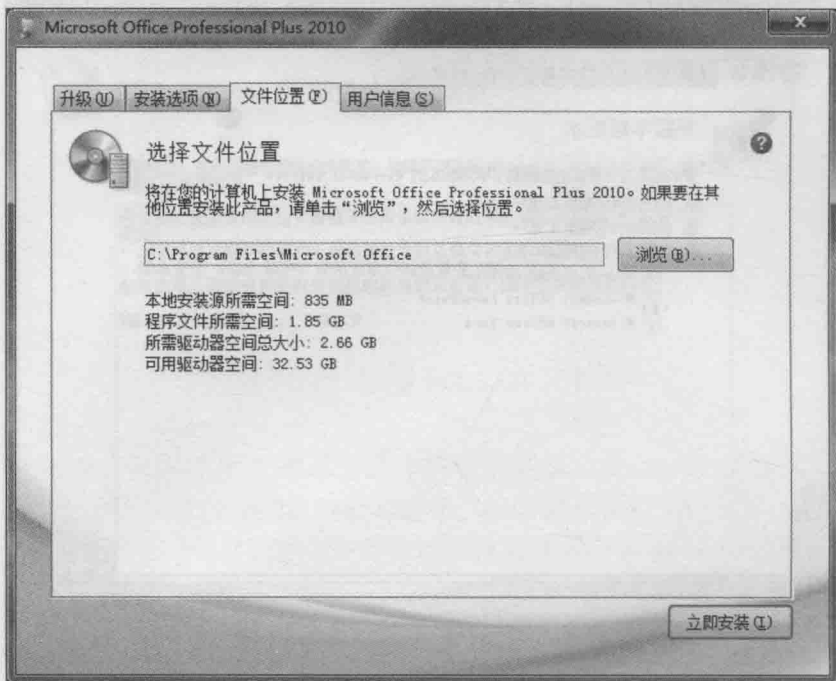 Microsoft Office Professional Plus 2010
升级(U) 安装选项(N) 文件位置(F) 用户信息(S)
选择文件位置
将在您的计算机上安装 Microsoft Office Professional Plus 2010。如果要在其
他位置安装此产品，请单击“浏览”，然后选择位置。
C:\Program Files\Microsoft Office
浏览(B)...
本地安装源所需空间: 835 MB
程序文件所需空间: 1.85 GB
所需驱动器空间总大小: 2.66 GB
可用驱动器空间: 32.53 GB
立即安装(I)